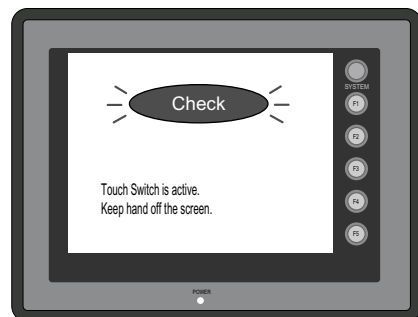 Check
SYSTEM
F1
F2
F3
F4
F5
Touch Switch is active.
Keep hand off the screen.
POWER